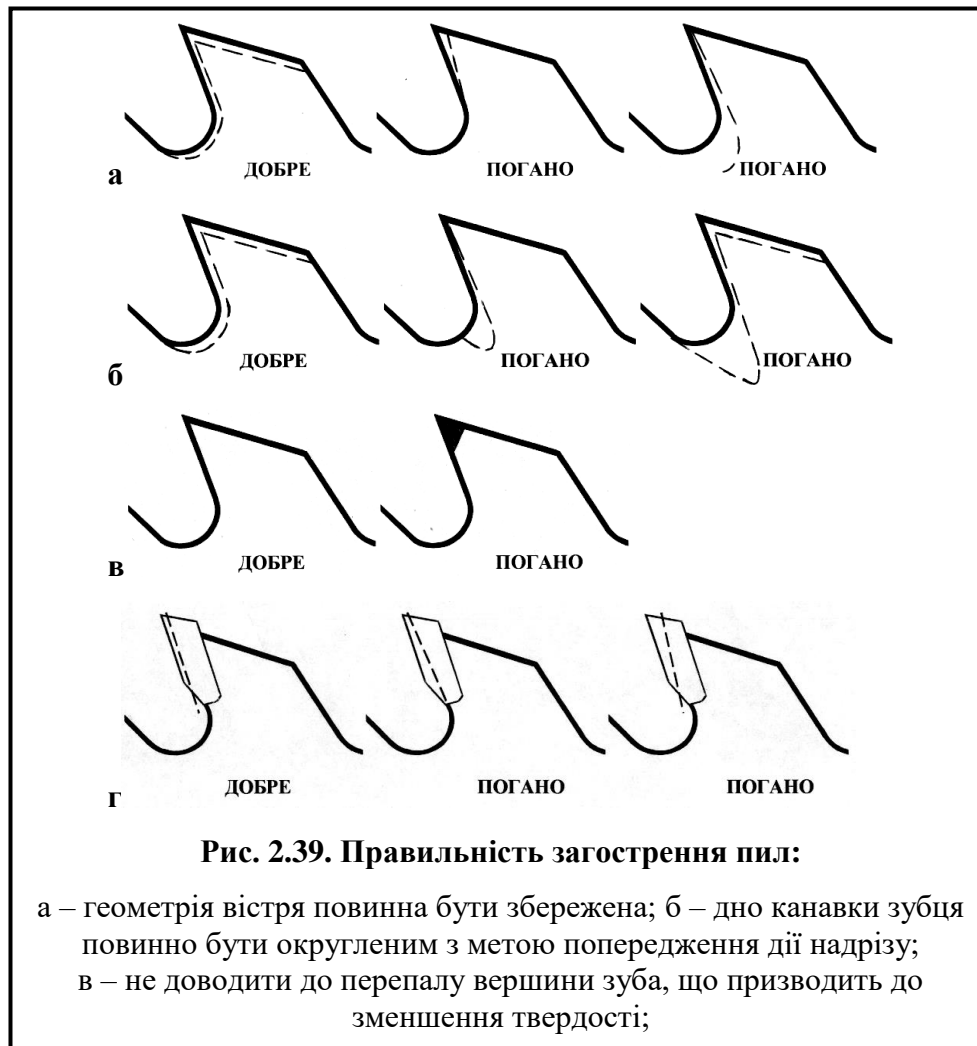 ДОБРЕ ПОГАНО ПОГАНО
а
ДОБРЕ ПОГАНО ПОГАНО
б
ДОБРЕ ПОГАНО
в
ДОБРЕ ПОГАНО ПОГАНО
г
Рис. 2.39. Правильність загострення пил:
а – геометрія вістря повинна бути збережена; б – дно канавки зубця
повинно бути округленим з метою попередження дії надрізу;
в – не доводити до перепалу вершини зуба, що призводить до
зменшення твердості;